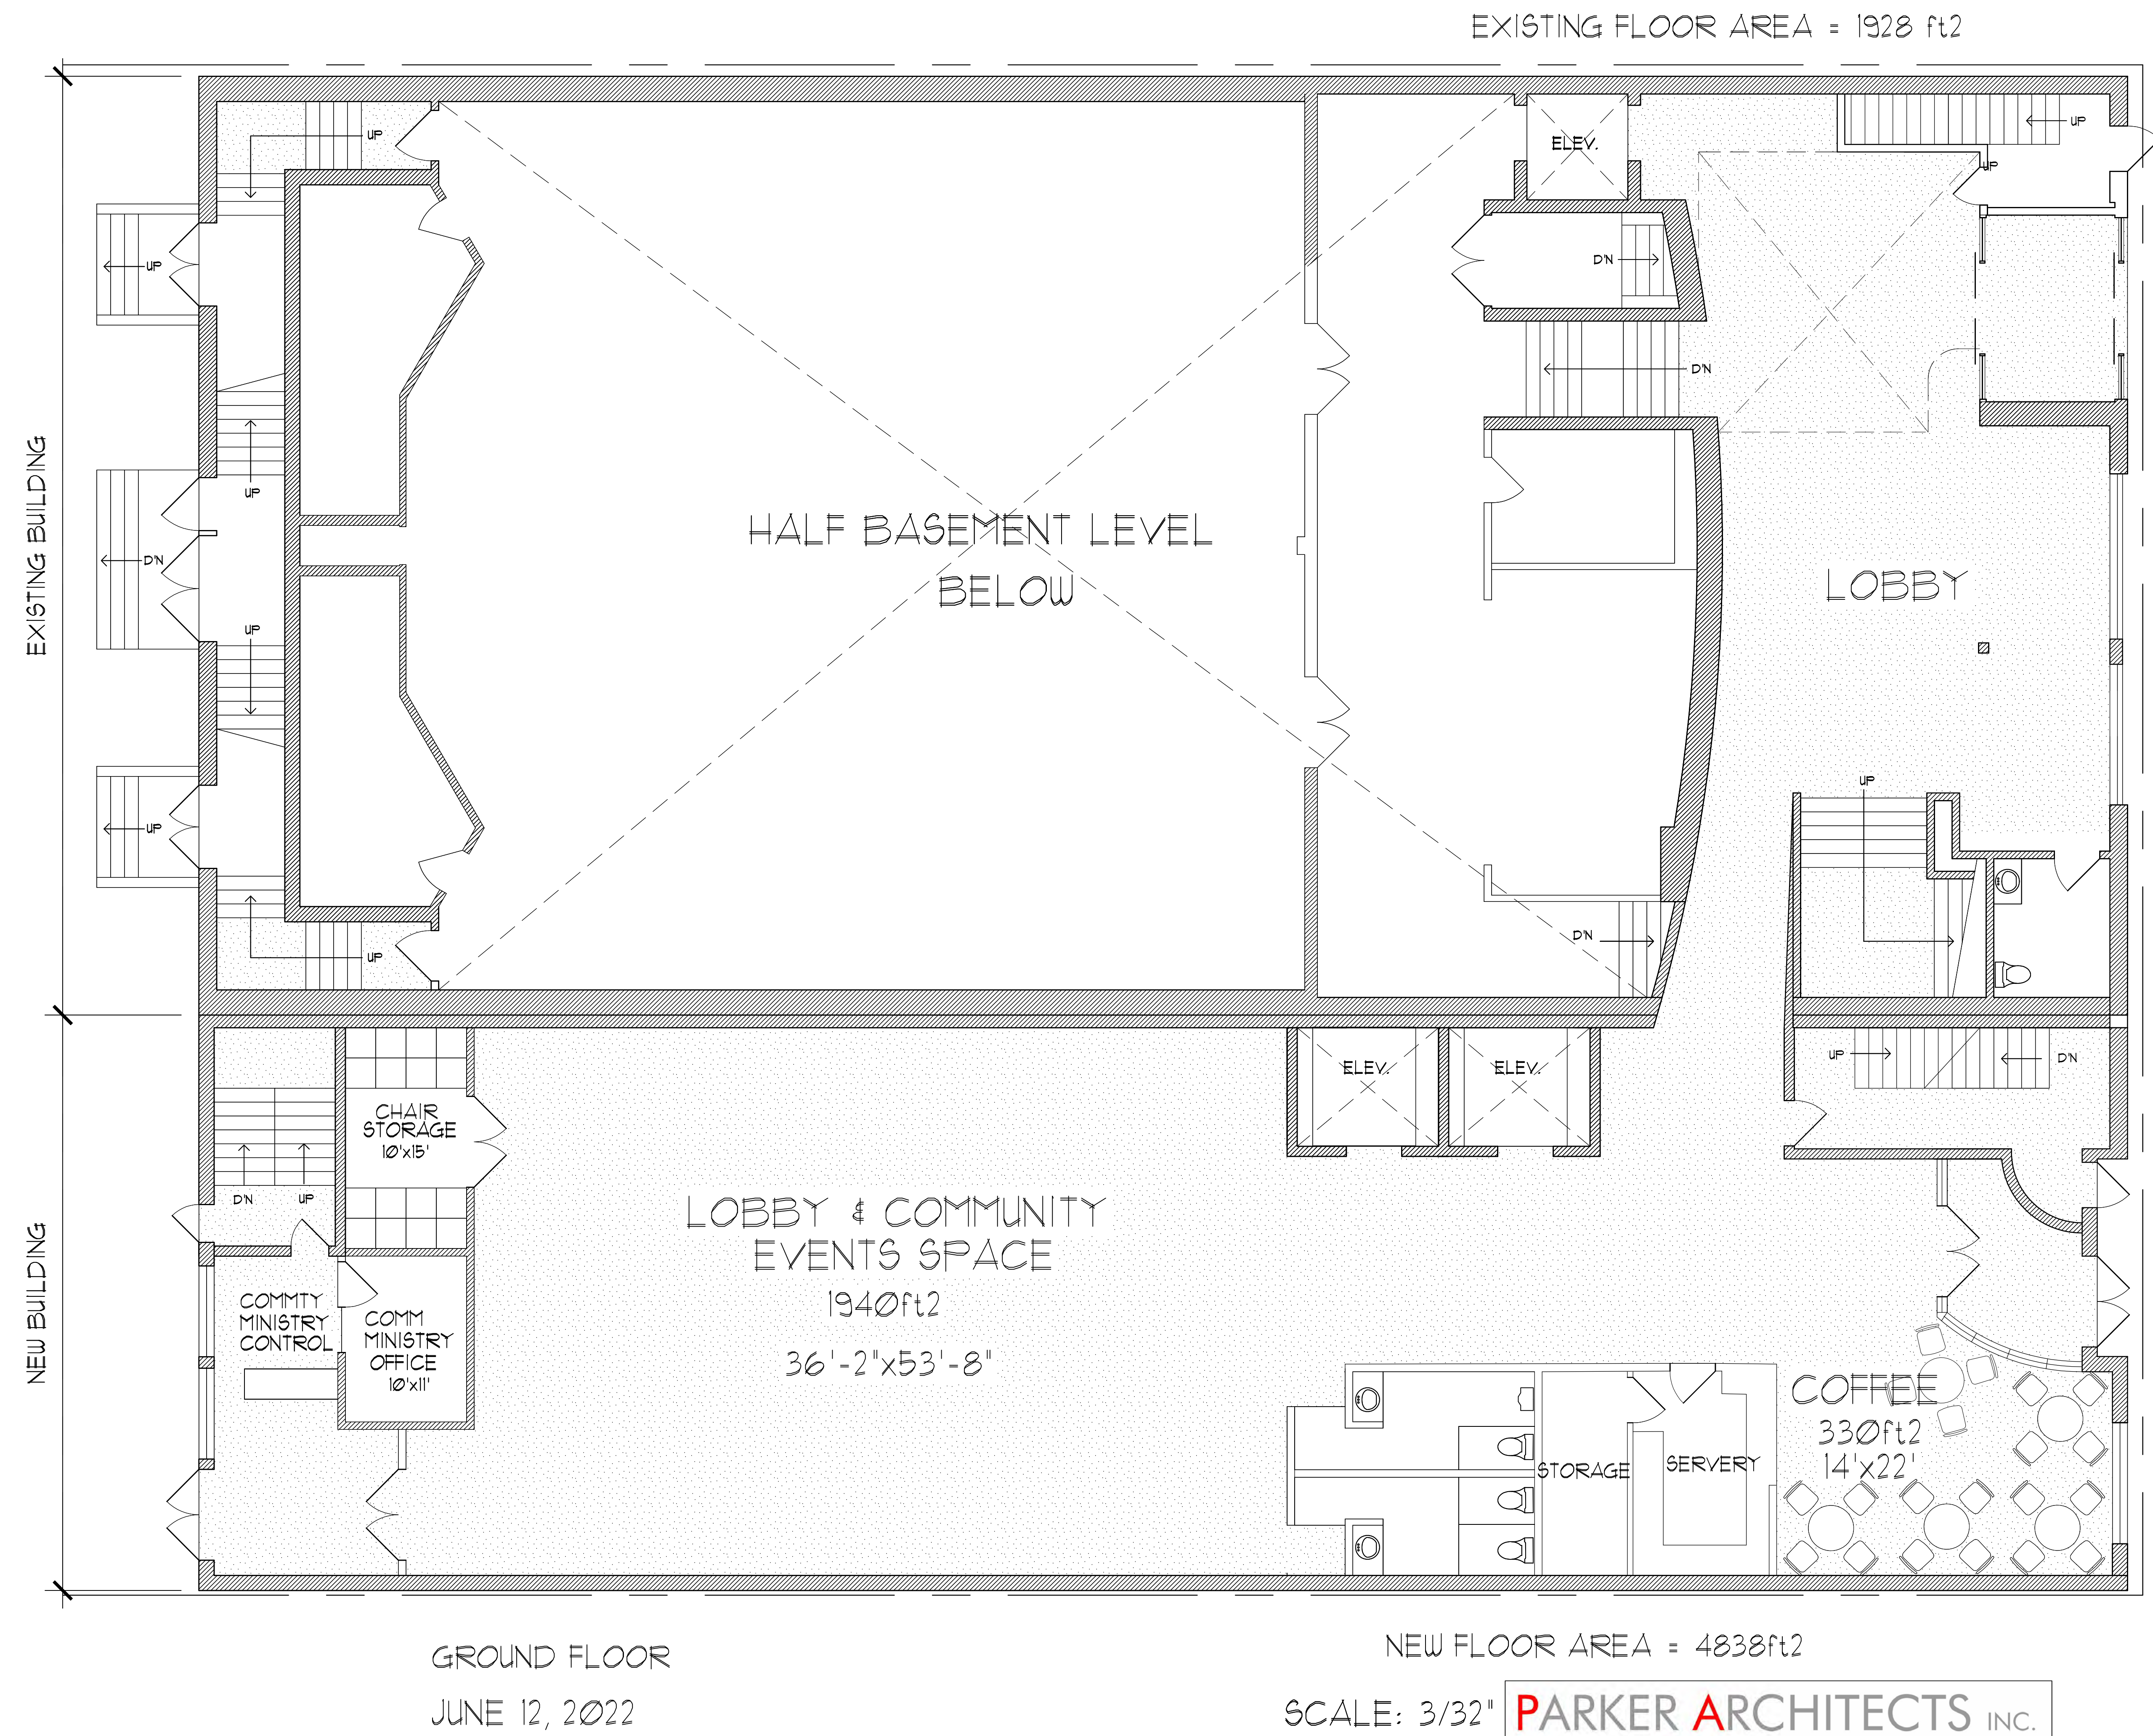 EXISTING FLOOR AREA = 1928 ft2
ELEV.
UP
UP
UP
UP
D'N
D'N
UP
EXISTING BUILDING
UP
HALF BASEMENT LEVEL
BELOW
D'N
LOBBY
UP
UP
UP
D'N
UP
UP
D'N
ELEV.
ELEV.
CHAIR
STORAGE
10'x15'
D'N
UP
NEW BUILDING
LOBBY & COMMUNITY
EVENTS SPACE
1940ft2
36'-2"x53'-8"
COMMTY
MINISTRY
CONTROL
COMM
MINISTRY
OFFICE
10'x11'
STORAGE
SERVERY
COFFEE
330ft2
14'x22'
GROUND FLOOR
JUNE 12, 2022
NEW FLOOR AREA = 4838ft2
SCALE: 3/32"
PARKER ARCHITECTS INC.